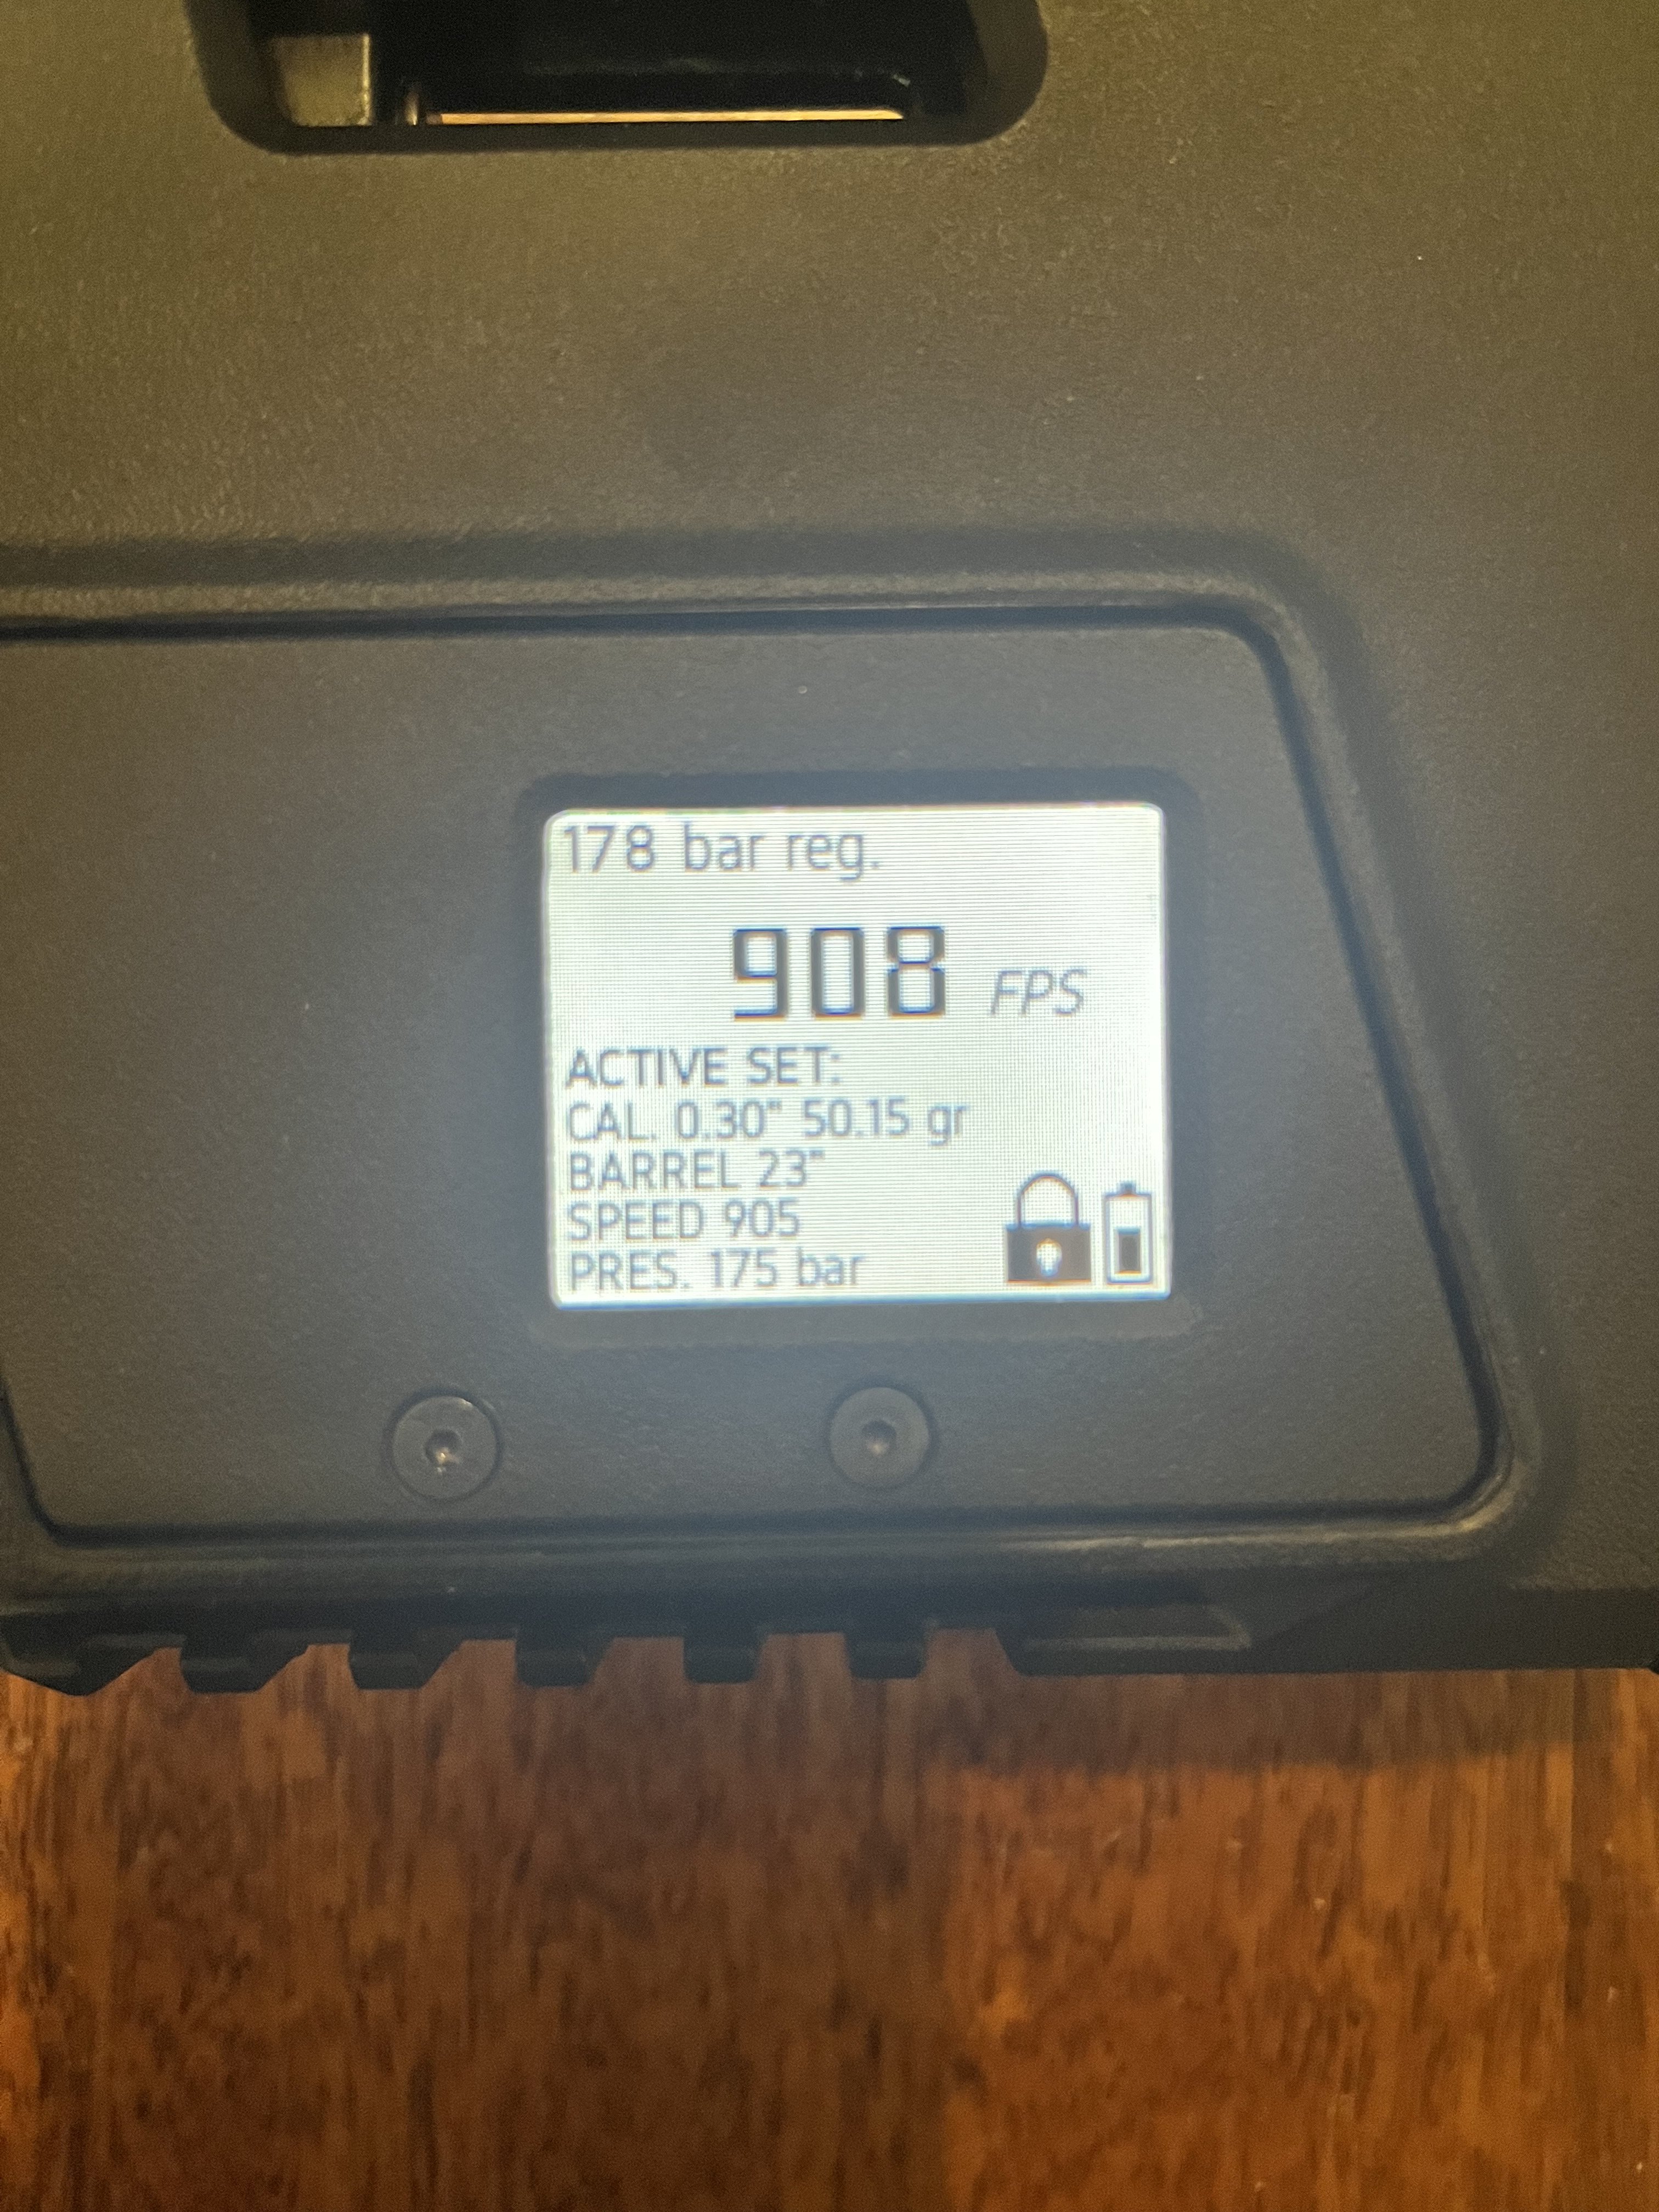 178 bar reg.
908 FPS
ACTIVE SET:
CAL. 0.30" 50.15 gr
BARREL 23"
SPEED 905
PRES. 175 bar